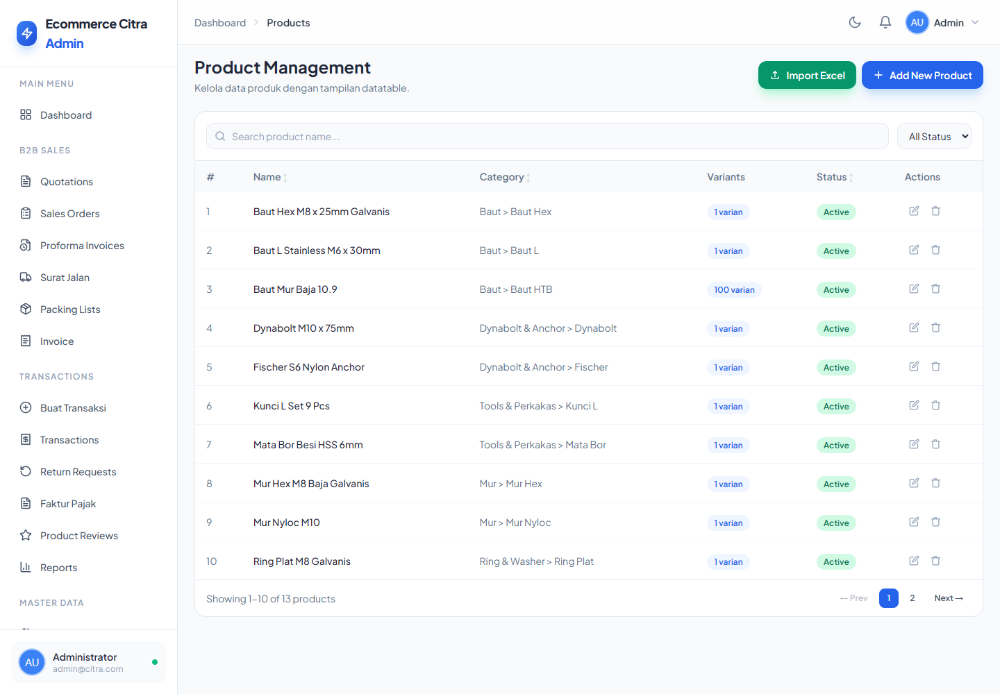 Ecommerce Citra
Admin
MAIN MENU
Dashboard
B2B SALES
Quotations
Sales Orders
Proforma Invoices
Surat Jalan
Packing Lists
Invoice
TRANSACTIONS
Buat Transaksi
Transactions
Return Requests
Faktur Pajak
Product Reviews
Reports
MASTER DATA
AU
Administrator
admin@citra.com
Dashboard > Products
AU Admin
Product Management
Kelola data produk dengan tampilan datatable.
Import Excel
+ Add New Product
Search product name...
All Status
# Name Category Variants Status Actions
1 Baut Hex M8 x 25mm Galvanis Baut > Baut Hex 1 varian Active
2 Baut L Stainless M6 x 30mm Baut > Baut L 1 varian Active
3 Baut Mur Baja 10.9 Baut > Baut HTB 100 varian Active
4 Dynabolt M10 x 75mm Dynabolt & Anchor > Dynabolt 1 varian Active
5 Fischer S6 Nylon Anchor Dynabolt & Anchor > Fischer 1 varian Active
6 Kunci L Set 9 Pcs Tools & Perkakas > Kunci L 1 varian Active
7 Mata Bor Besi HSS 6mm Tools & Perkakas > Mata Bor 1 varian Active
8 Mur Hex M8 Baja Galvanis Mur > Mur Hex 1 varian Active
9 Mur Nyloc M10 Mur > Mur Nyloc 1 varian Active
10 Ring Plat M8 Galvanis Ring & Washer > Ring Plat 1 varian Active
Showing 1–10 of 13 products
← Prev 1 2 Next →